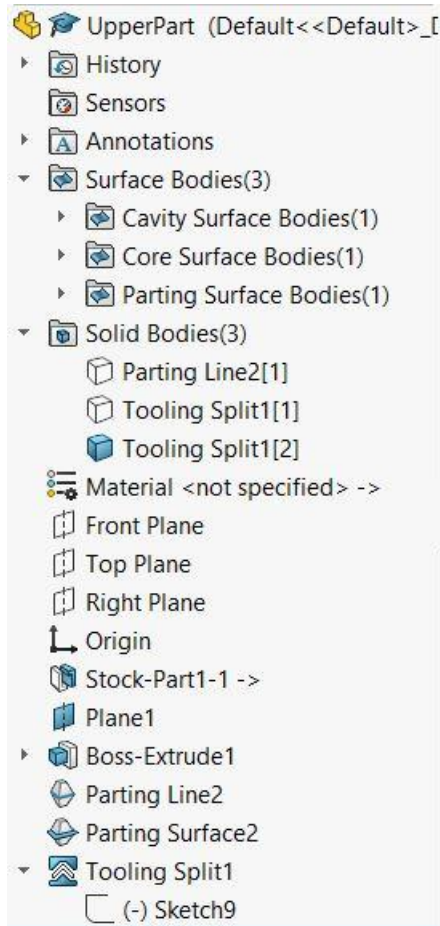 UpperPart (Default<<Default>_
History
Sensors
A Annotations
Surface Bodies(3)
Cavity Surface Bodies(1)
Core Surface Bodies(1)
Parting Surface Bodies(1)
Solid Bodies(3)
Parting Line2[1]
Tooling Split1[1]
Tooling Split1[2]
Material <not specified> ->
Front Plane
Top Plane
Right Plane
Origin
Stock-Part1-1 ->
Plane1
Boss-Extrude1
Parting Line2
Parting Surface2
Tooling Split1
(-) Sketch9